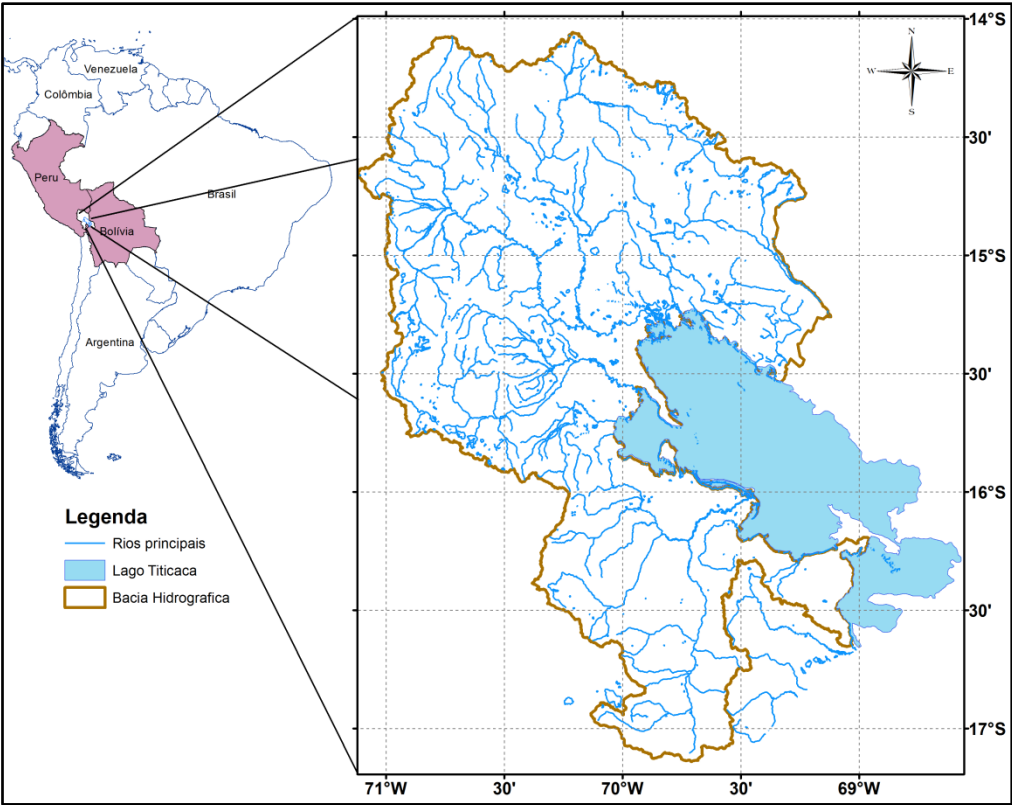 Venezuela
Colômbia
Peru
Brasil
Bolívia
Argentina
Legenda
Rios principais
Lago Titicaca
Bacia Hidrografica
N
W
E
S
14°S
30'
15°S
30'
16°S
30'
17°S
71°W
30'
70°W
30'
69°W